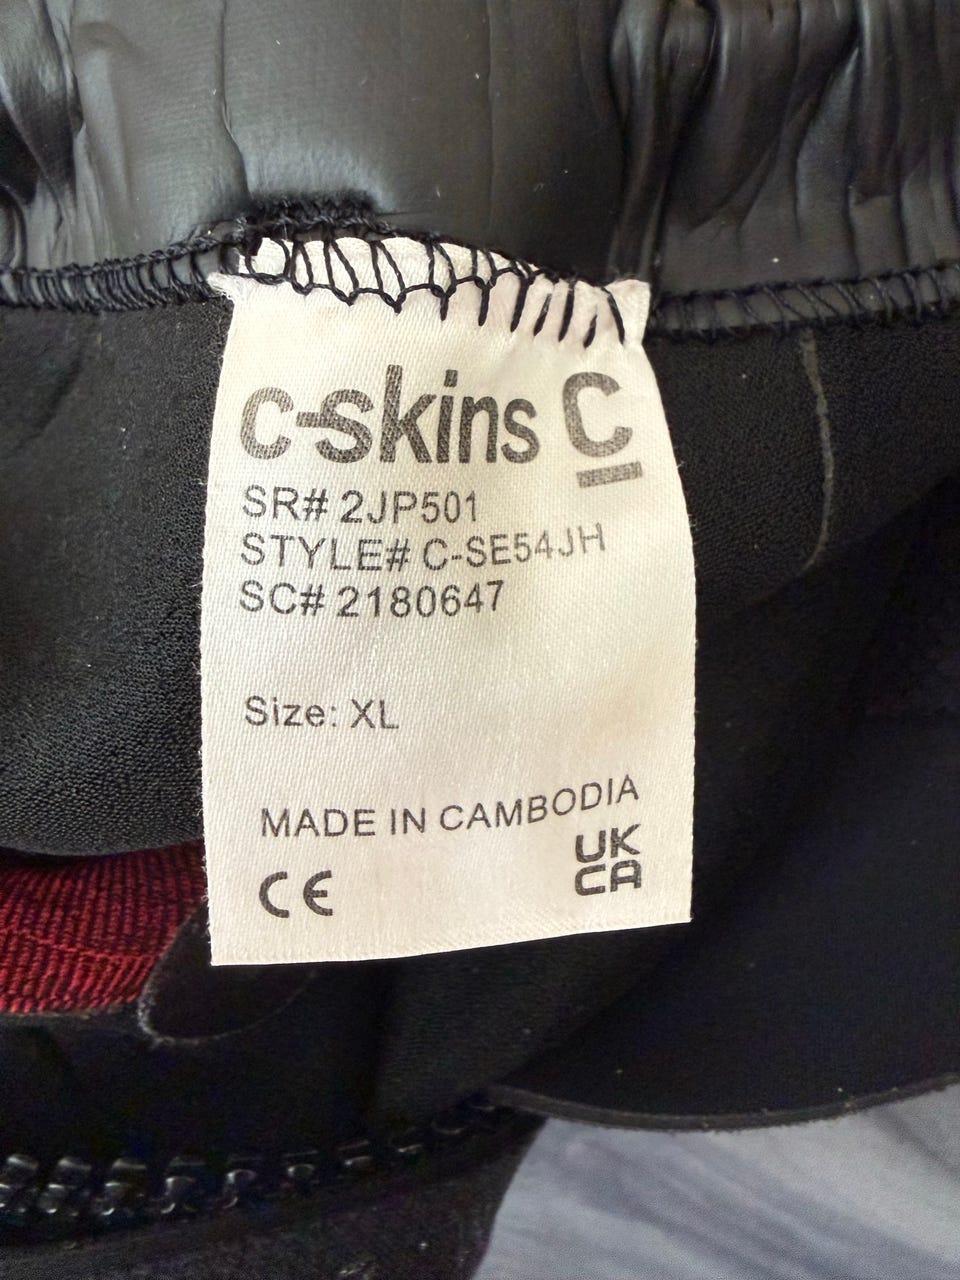 c-skins C
SR# 2JP501
STYLE# C-SE54JH
SC# 2180647
Size: XL
MADE IN CAMBODIA
CE
UK
CA